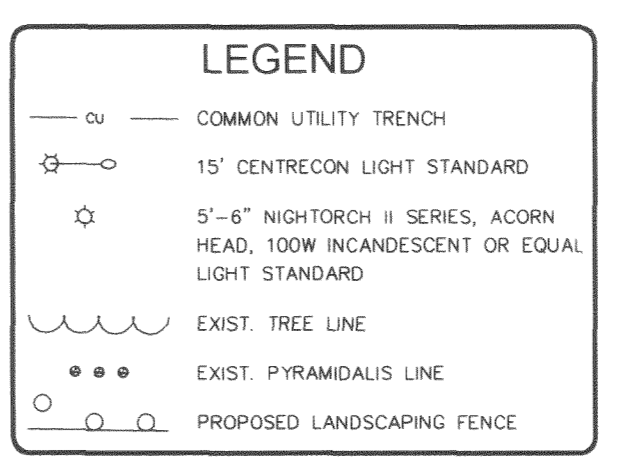 LEGEND
CU COMMON UTILITY TRENCH
15' CENTRECON LIGHT STANDARD
5'-6" NIGHTORCH II SERIES, ACORN
HEAD, 100W INCANDESCENT OR EQUAL
LIGHT STANDARD
EXIST. TREE LINE
EXIST. PYRAMIDALIS LINE
PROPOSED LANDSCAPING FENCE